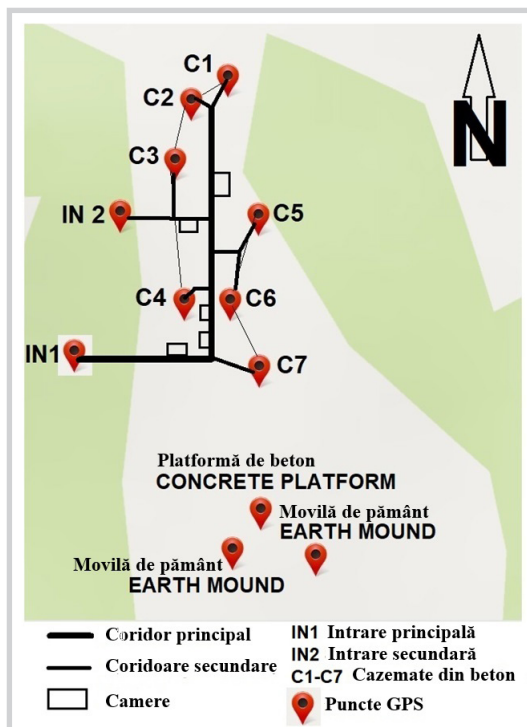 C1
C2
N
C3
IN 2
C5
C4
C6
IN1
C7
Platformă de beton
CONCRETE PLATFORM
Movilă de pământ
EARTH MOUND
Movilă de pământ
EARTH MOUND
Coridor principal
Coridoare secundare
Camere
IN1 Intrare principală
IN2 Intrare secundară
C1-C7 Cazemate din beton
Puncte GPS